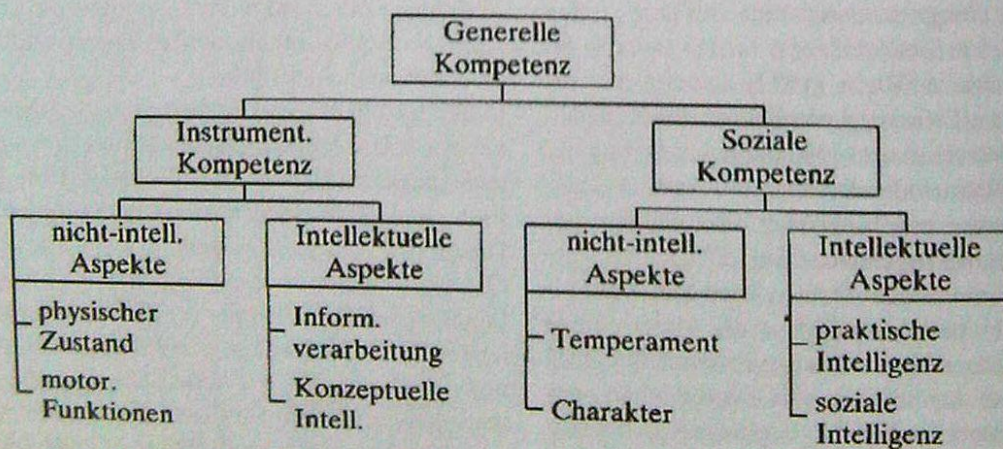 Generelle
Kompetenz
Instrument.
Kompetenz
Soziale
Kompetenz
nicht-intell.
Aspekte
Intellektuelle
Aspekte
nicht-intell.
Aspekte
Intellektuelle
Aspekte
physischer
Zustand
motor.
Funktionen
Inform.
verarbeitung
Konzeptuelle
Intell.
Temperament
Charakter
praktische
Intelligenz
soziale
Intelligenz